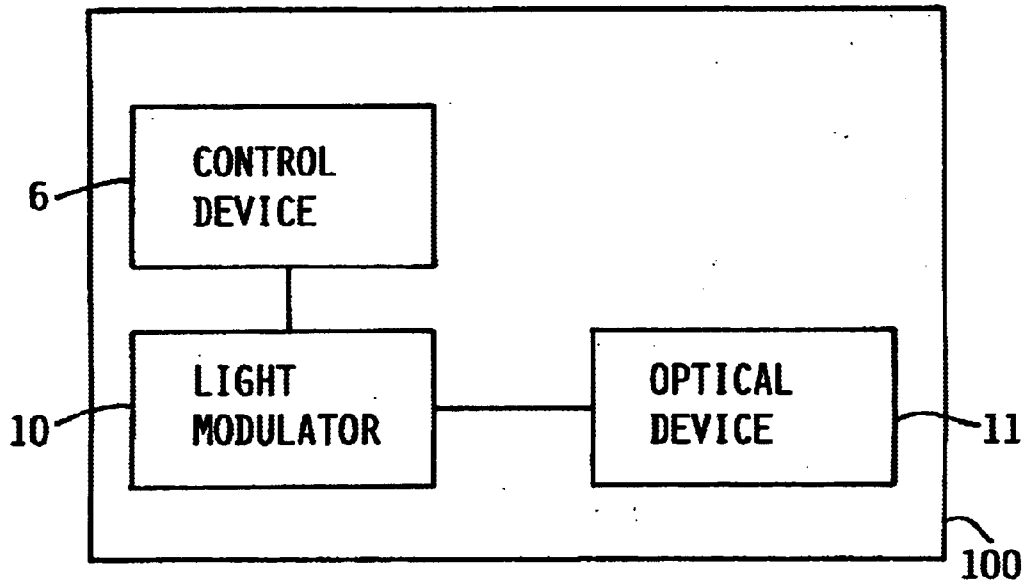 CONTROL
DEVICE
6
LIGHT
MODULATOR
10
OPTICAL
DEVICE
11
100